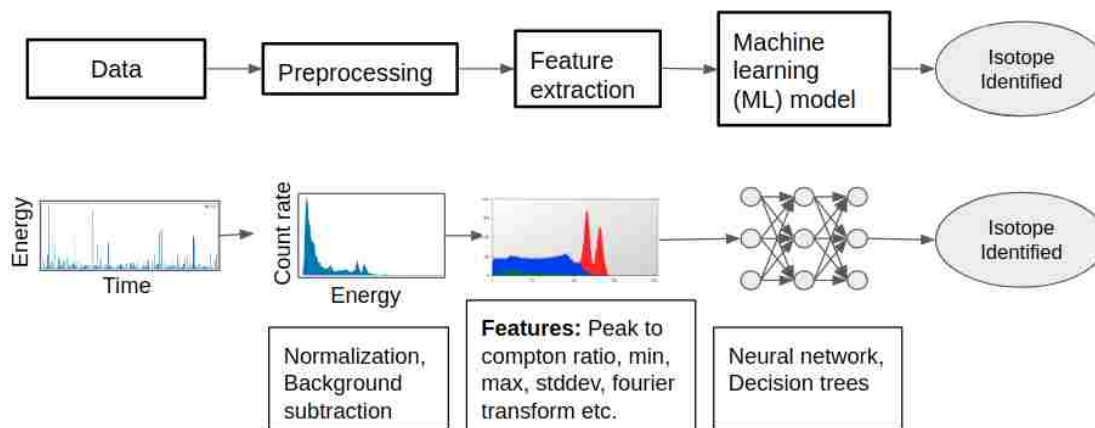 Data
Preprocessing
Feature
extraction
Machine
learning
(ML) model
Isotope
Identified
Energy
Time
Count rate
Energy
Isotope
Identified
Normalization,
Background
subtraction
Features: Peak to
compton ratio, min,
max, stddev, fourier
transform etc.
Neural network,
Decision trees